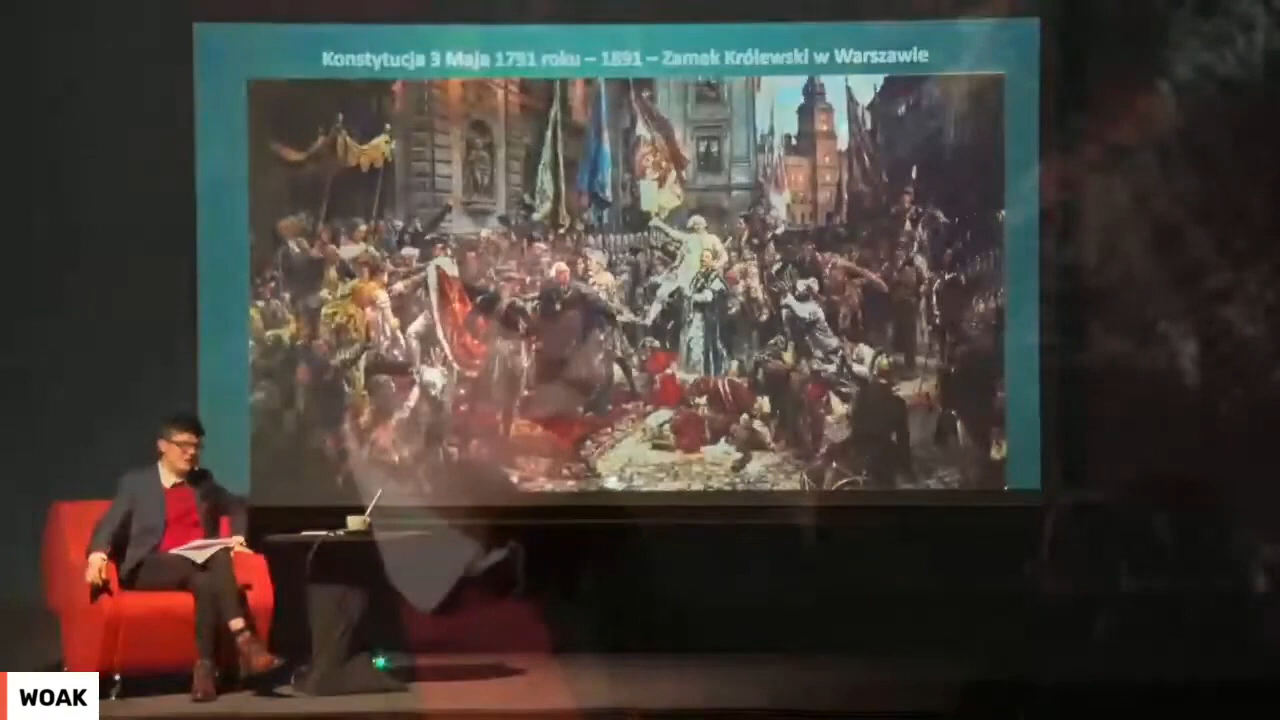 Konstytucja 3 Maja 1791 roku – 1891 – Zamek Królewski w Warszawie
WOAK